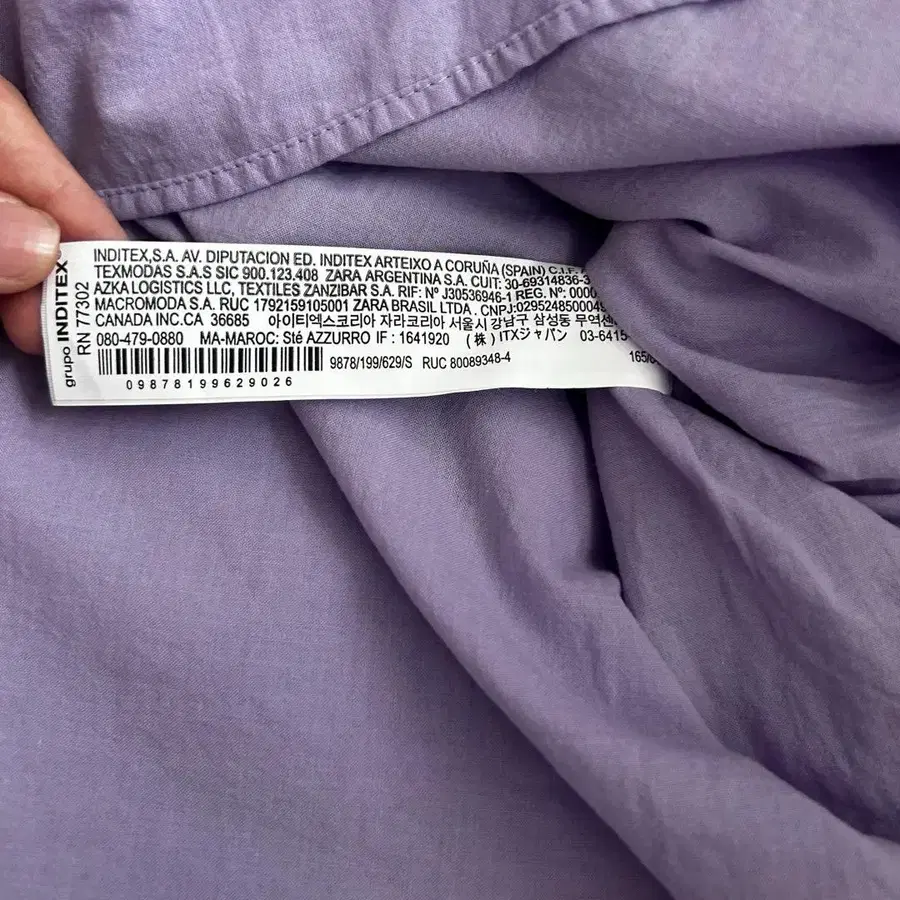 grupo INDITEX
RN 77302
INDITEX,S.A. AV. DIPUTACION ED. INDITEX ARTEIXO A CORUÑA (SPAIN) C.I.F.
TEXMODAS S.A.S SIC 900.123.408 ZARA ARGENTINA S.A. CUIT: 30-69314836-
AZKA LOGISTICS LLC, TEXTILES ZANZIBAR S.A. RIF: Nº J30536946-1 REG. Nº: 0000
MACROMODA S.A. RUC 1792159105001 ZARA BRASIL LTDA. CNPJ:029524850004
CANADA INC.CA 36685 아이티엑스코리아 자라코리아 서울시 강남구 삼성동 무역센
080-479-0880 MA-MAROC: Sté AZZURRO IF : 1641920 (株) ITXジャパン 03-6415
9878/199/629/S RUC 80089348-4 165/
09878199629026